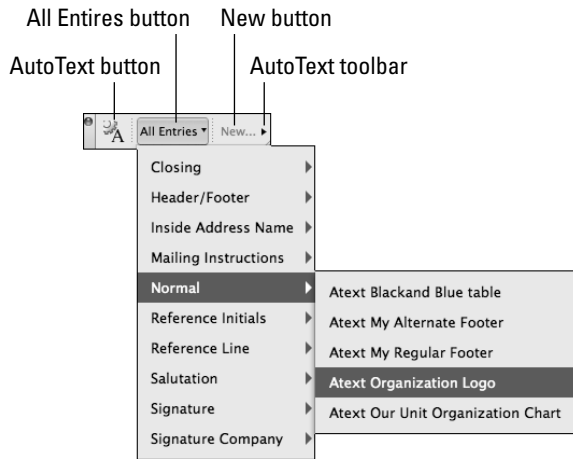 All Entires button New button
AutoText button AutoText toolbar
A All Entries New...
Closing
Header/Footer
Inside Address Name
Mailing Instructions
Normal
Atext Blackand Blue table
Reference Initials
Atext My Alternate Footer
Reference Line
Atext My Regular Footer
Salutation
Atext Organization Logo
Signature
Atext Our Unit Organization Chart
Signature Company